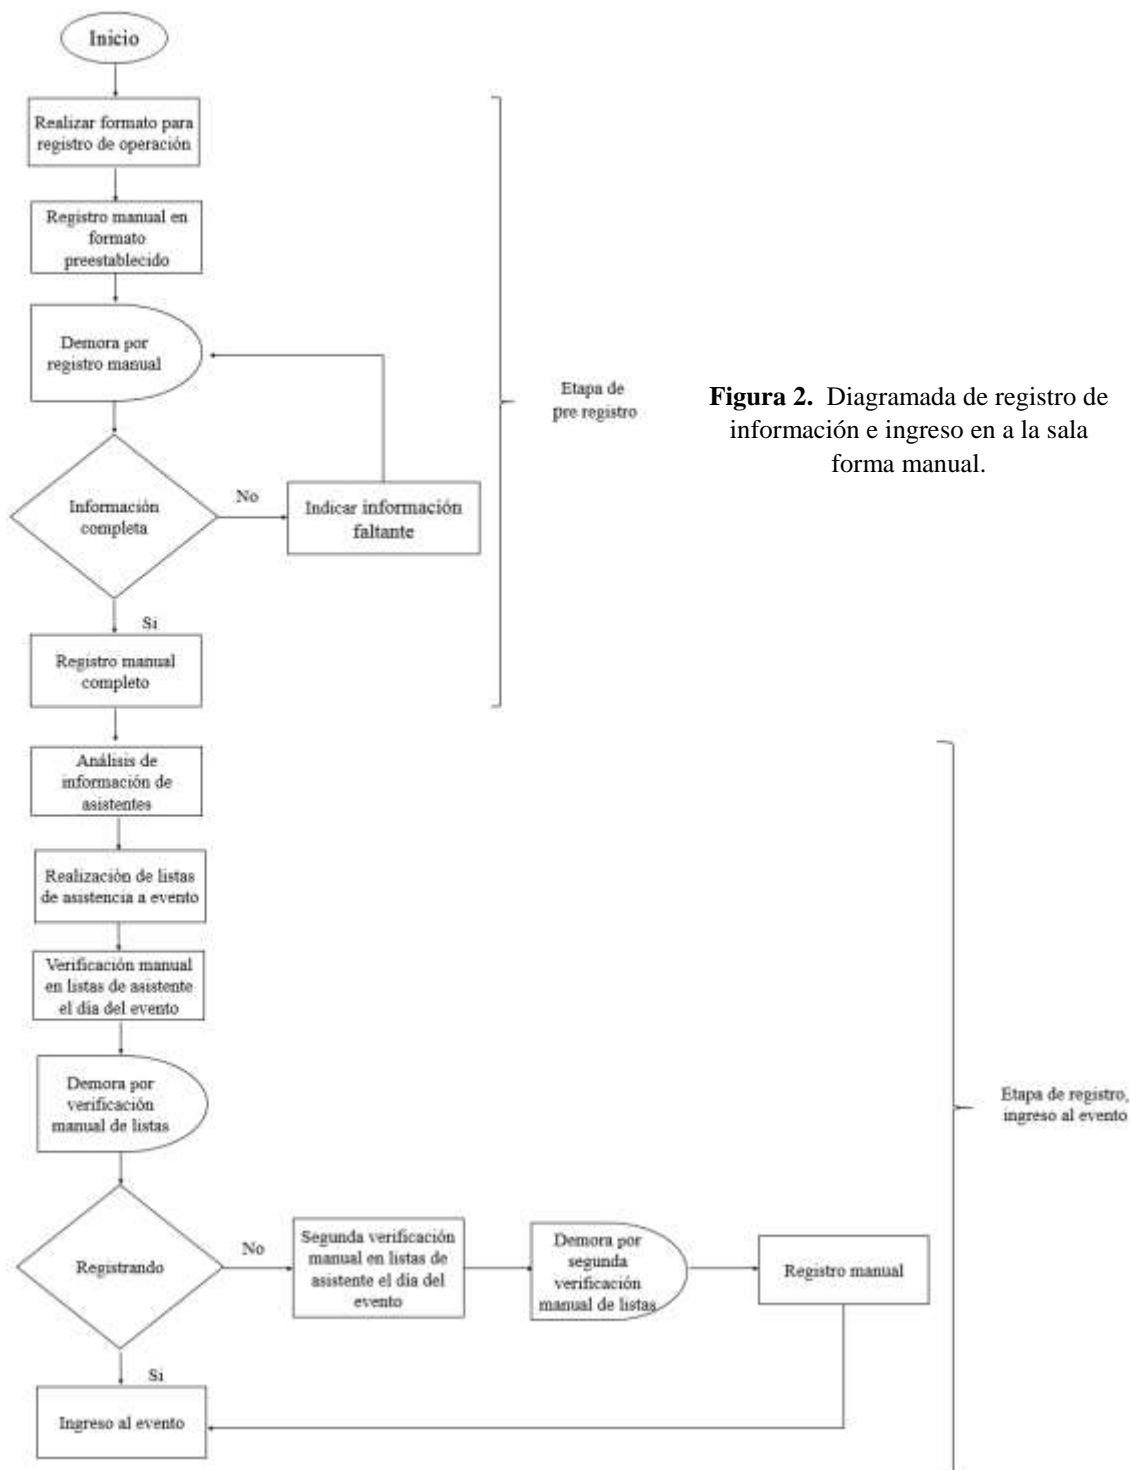 Inicio
Realizar formato para
registro de operación
Registro manual en
formato
preestablecido
Demora por
registro manual
Etapa de
pre registro
Figura 2. Diagramada de registro de
información e ingreso en a la sala
forma manual.
Información
completa
No
Indicar información
faltante
Si
Registro manual
completo
Análisis de
información de
asistentes
Realización de listas
de asistencia a evento
Verificación manual
en listas de asistente
el día del evento
Demora por
verificación
manual de listas
Etapa de registro,
ingreso al evento
Registrando
No
Segunda verificación
manual en listas de
asistente el día del
evento
Demora por
segunda
verificación
manual de listas
Registro manual
Si
Ingreso al evento